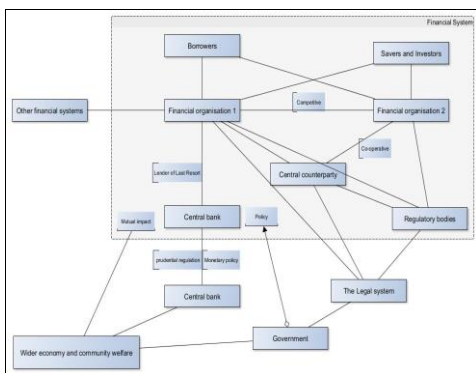 Financial System
Borrowers
Savers and Investors
Other financial systems
Financial organisation 1
Competitive
Financial organisation 2
Co-operative
Lender of Last Resort
Central counterparty
Mutual impact
Central bank
Policy
Regulatory bodies
prudential regulation
Monetary policy
Central bank
The Legal system
Government
Wider economy and community welfare